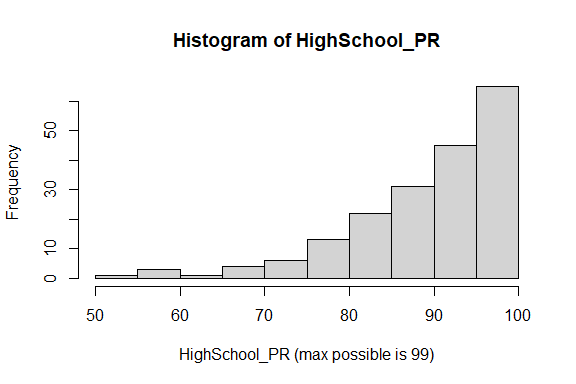 Histogram of HighSchool_PR
Frequency
50
30
10
0
50 60 70 80 90 100
HighSchool_PR (max possible is 99)